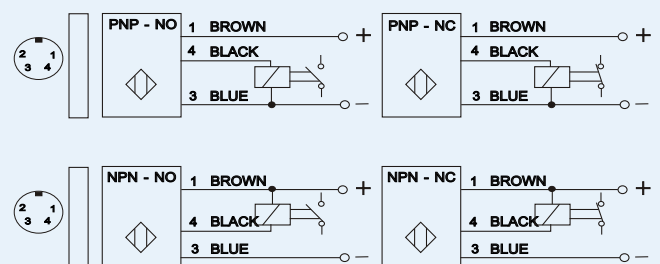 PNP - NO
1 BROWN +
4 BLACK
3 BLUE —
2 1
3 4
PNP - NC
1 BROWN +
4 BLACK
3 BLUE —
NPN - NO
1 BROWN +
4 BLACK
3 BLUE —
2 1
3 4
NPN - NC
1 BROWN +
4 BLACK
3 BLUE —